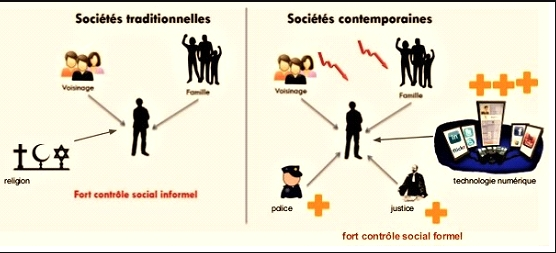 Sociétés traditionnelles
Voisinage
Famille
religion
Fort contrôle social informel
Sociétés contemporaines
Voisinage
Famille
technologie numérique
police
justice
fort contrôle social formel